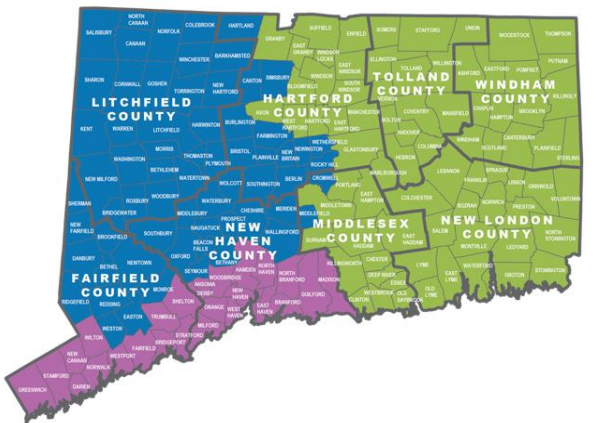 NORTH
CANAAN
COLEBROOK
HARTLAND
SUFFIELD
ENFIELD
SOMERS
STAFFORD
UNION
WOODSTOCK
THOMPSON
SALISBURY
NORFOLK
CANAAN
GRANBY
EAST
GRANBY
WINDSOR
LOCKS
WINCHESTER
BARKHAMSTED
ELLINGTON
WILLINGTON
PUTNAM
EAST
WINDSOR
TOLLAND
ASHFORD
EASTFORD
POMFRET
SHARON
CORNWALL
GOSHEN
TORRINGTON
NEW
HARTFORD
CANTON
SIMSBURY
WINDSOR
BLOOMFIELD
SOUTH
WINDSOR
TOLLAND
COUNTY
WINDHAM
COUNTY
KILLINGLY
LITCHFIELD
COUNTY
HARTFORD
COUNTY
VERNON
CHAPLIN
HAMPTON
BROOKLYN
AVON
WEST
HARTFORD
HARTFORD
EAST
HARTFORD
MANCHESTER
BOLTON
COVENTRY
MANSFIELD
KENT
WARREN
LITCHFIELD
HARWINTON
BURLINGTON
FARMINGTON
ANDOVER
WINDHAM
SCOTLAND
CANTERBURY
PLAINFIELD
STERLING
WETHERSFIELD
NEWINGTON
GLASTONBURY
COLUMBIA
HEBRON
MORRIS
THOMASTON
PLYMOUTH
BRISTOL
PLAINVILLE
NEW
BRITAIN
ROCKY HILL
WASHINGTON
BETHLEHEM
WATERTOWN
WOLCOTT
SOUTHINGTON
BERLIN
CROMWELL
MARLBOROUGH
LEBANON
SPRAGUE
FRANKLIN
LISBON
GRISWOLD
VOLUNTOWN
NEW MILFORD
PORTLAND
EAST
HAMPTON
COLCHESTER
BOZRAH
NORWICH
PRESTON
SHERMAN
ROXBURY
WOODBURY
WATERBURY
CHESHIRE
MERIDEN
MIDDLETOWN
MIDDLEFIELD
BRIDGEWATER
MIDDLEBURY
PROSPECT
NAUGATUCK
WALLINGFORD
NEW
HAVEN
COUNTY
MIDDLESEX
COUNTY
NEW LONDON
COUNTY
NEW
FAIRFIELD
BROOKFIELD
SOUTHBURY
BEACON
FALLS
DURHAM
HADDAM
EAST
HADDAM
SALEM
MONTVILLE
LEDYARD
NORTH
STONINGTON
DANBURY
BETHEL
NEWTOWN
OXFORD
SEYMOUR
BETHANY
HAMDEN
NORTH
HAVEN
NORTH
BRANFORD
KILLINGWORTH
CHESTER
DEEP RIVER
ESSEX
LYME
WATERFORD
FAIRFIELD
COUNTY
WOODBRIDGE
ANSONIA
DERBY
NEW
HAVEN
GUILFORD
MADISON
WESTBROOK
OLD
SAYBROOK
CLINTON
OLD
LYME
EAST
LYME
GROTON
STONINGTON
RIDGEFIELD
REDDING
MONROE
SHELTON
ORANGE
WEST
HAVEN
EAST
HAVEN
BRANFORD
EASTON
TRUMBULL
MILFORD
WESTON
STRATFORD
BRIDGEPORT
FAIRFIELD
WILTON
WESTPORT
NEW
CANAAN
NORWALK
STAMFORD
DARIEN
GREENWICH